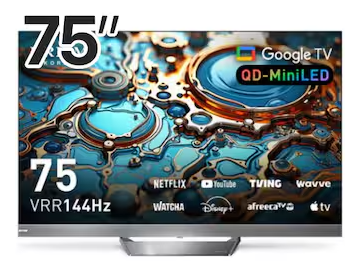 75"
Google TV
QD-MiniLED
75
VRR144Hz
NETFLIX YouTube TVING wavve
WATCHA Disney+ afreecaTV tv